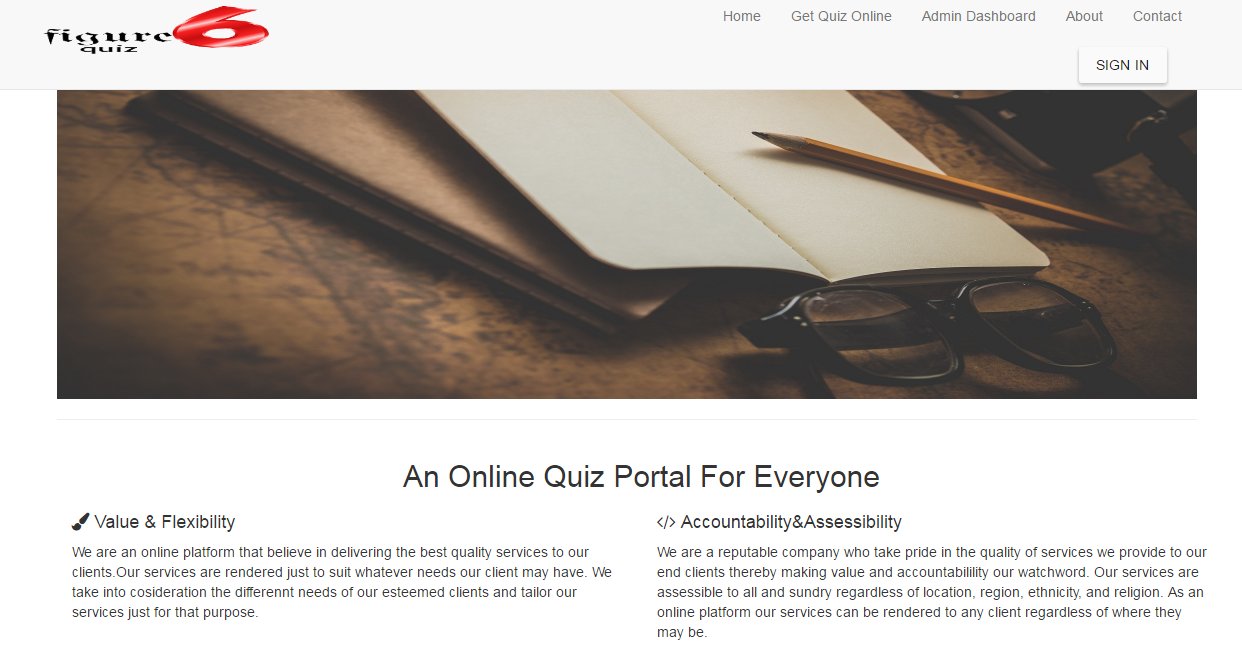 figure6
quiz
Home Get Quiz Online Admin Dashboard About Contact
SIGN IN
An Online Quiz Portal For Everyone
Value & Flexibility
We are an online platform that believe in delivering the best quality services to our
clients.Our services are rendered just to suit whatever needs our client may have. We
take into cosideration the differennt needs of our esteemed clients and tailor our
services just for that purpose.
</> Accountability&Assessibility
We are a reputable company who take pride in the quality of services we provide to our
end clients thereby making value and accountabilility our watchword. Our services are
assessible to all and sundry regardless of location, region, ethnicity, and religion. As an
online platform our services can be rendered to any client regardless of where they
may be.